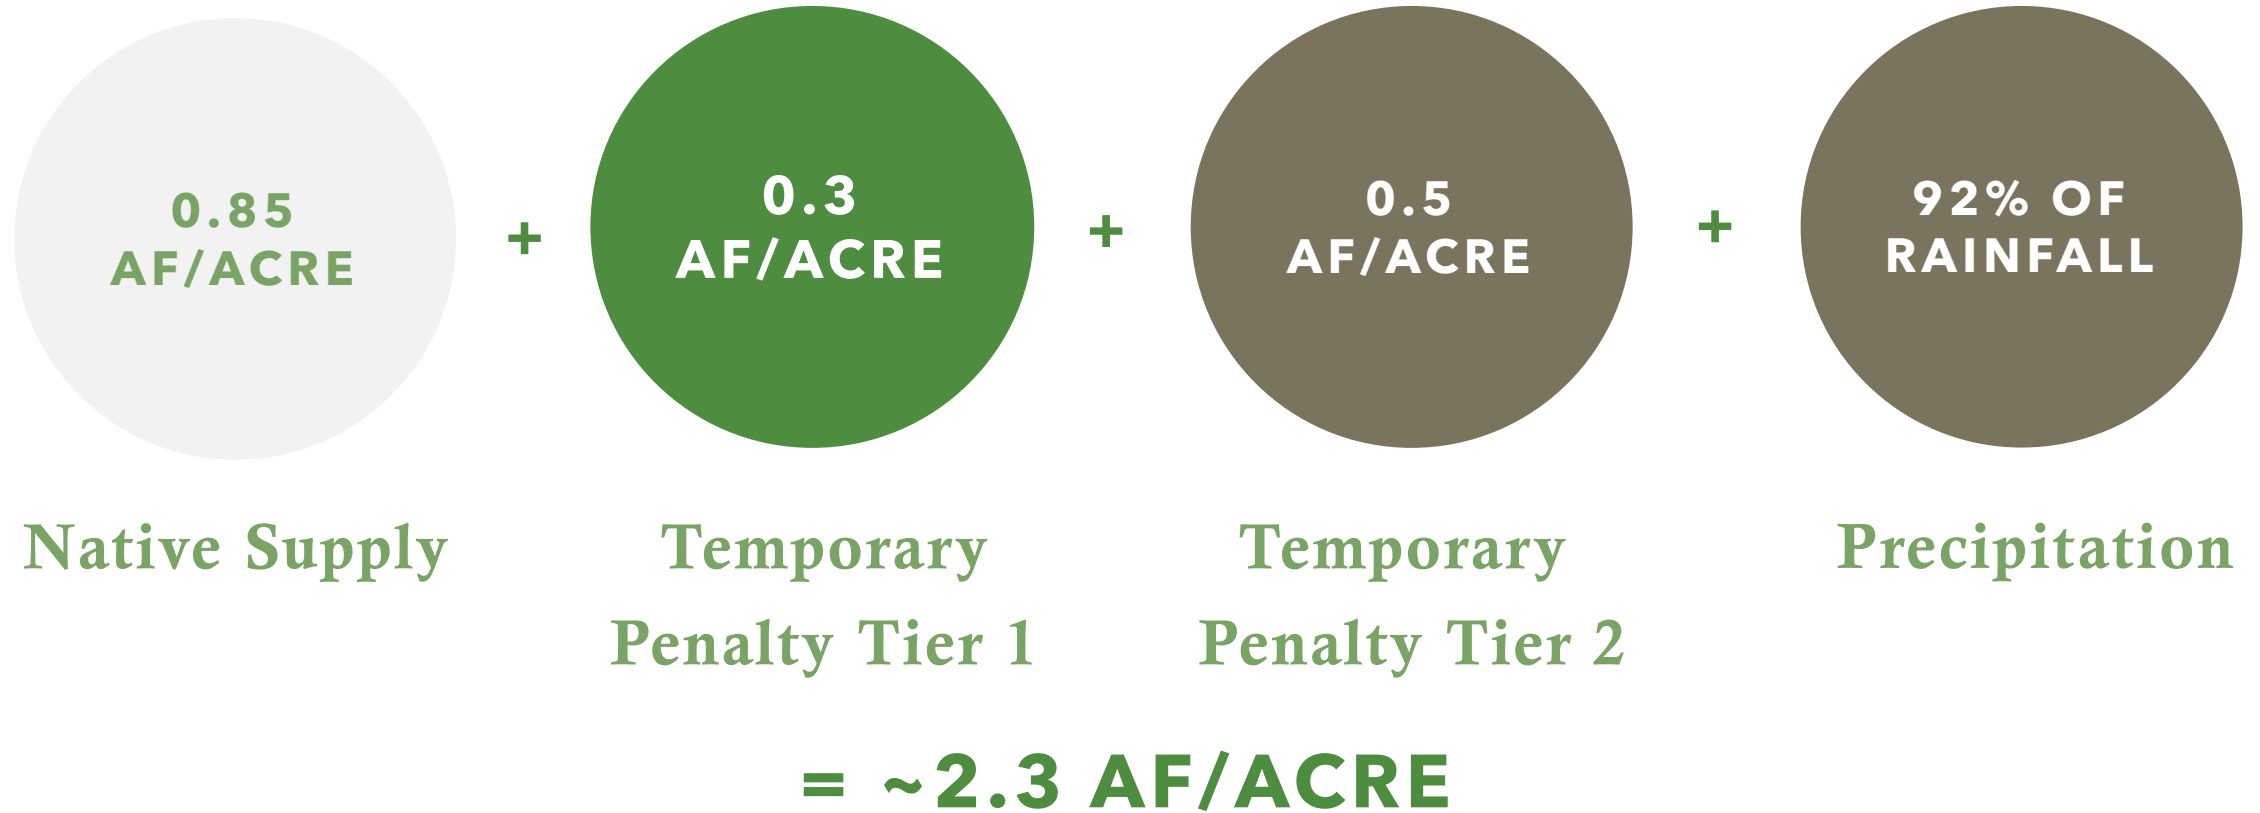 0.85
AF/ACRE
+
0.3
AF/ACRE
+
0.5
AF/ACRE
+
92% OF
RAINFALL
Native Supply
Temporary
Penalty Tier 1
Temporary
Penalty Tier 2
Precipitation
= ~2.3 AF/ACRE